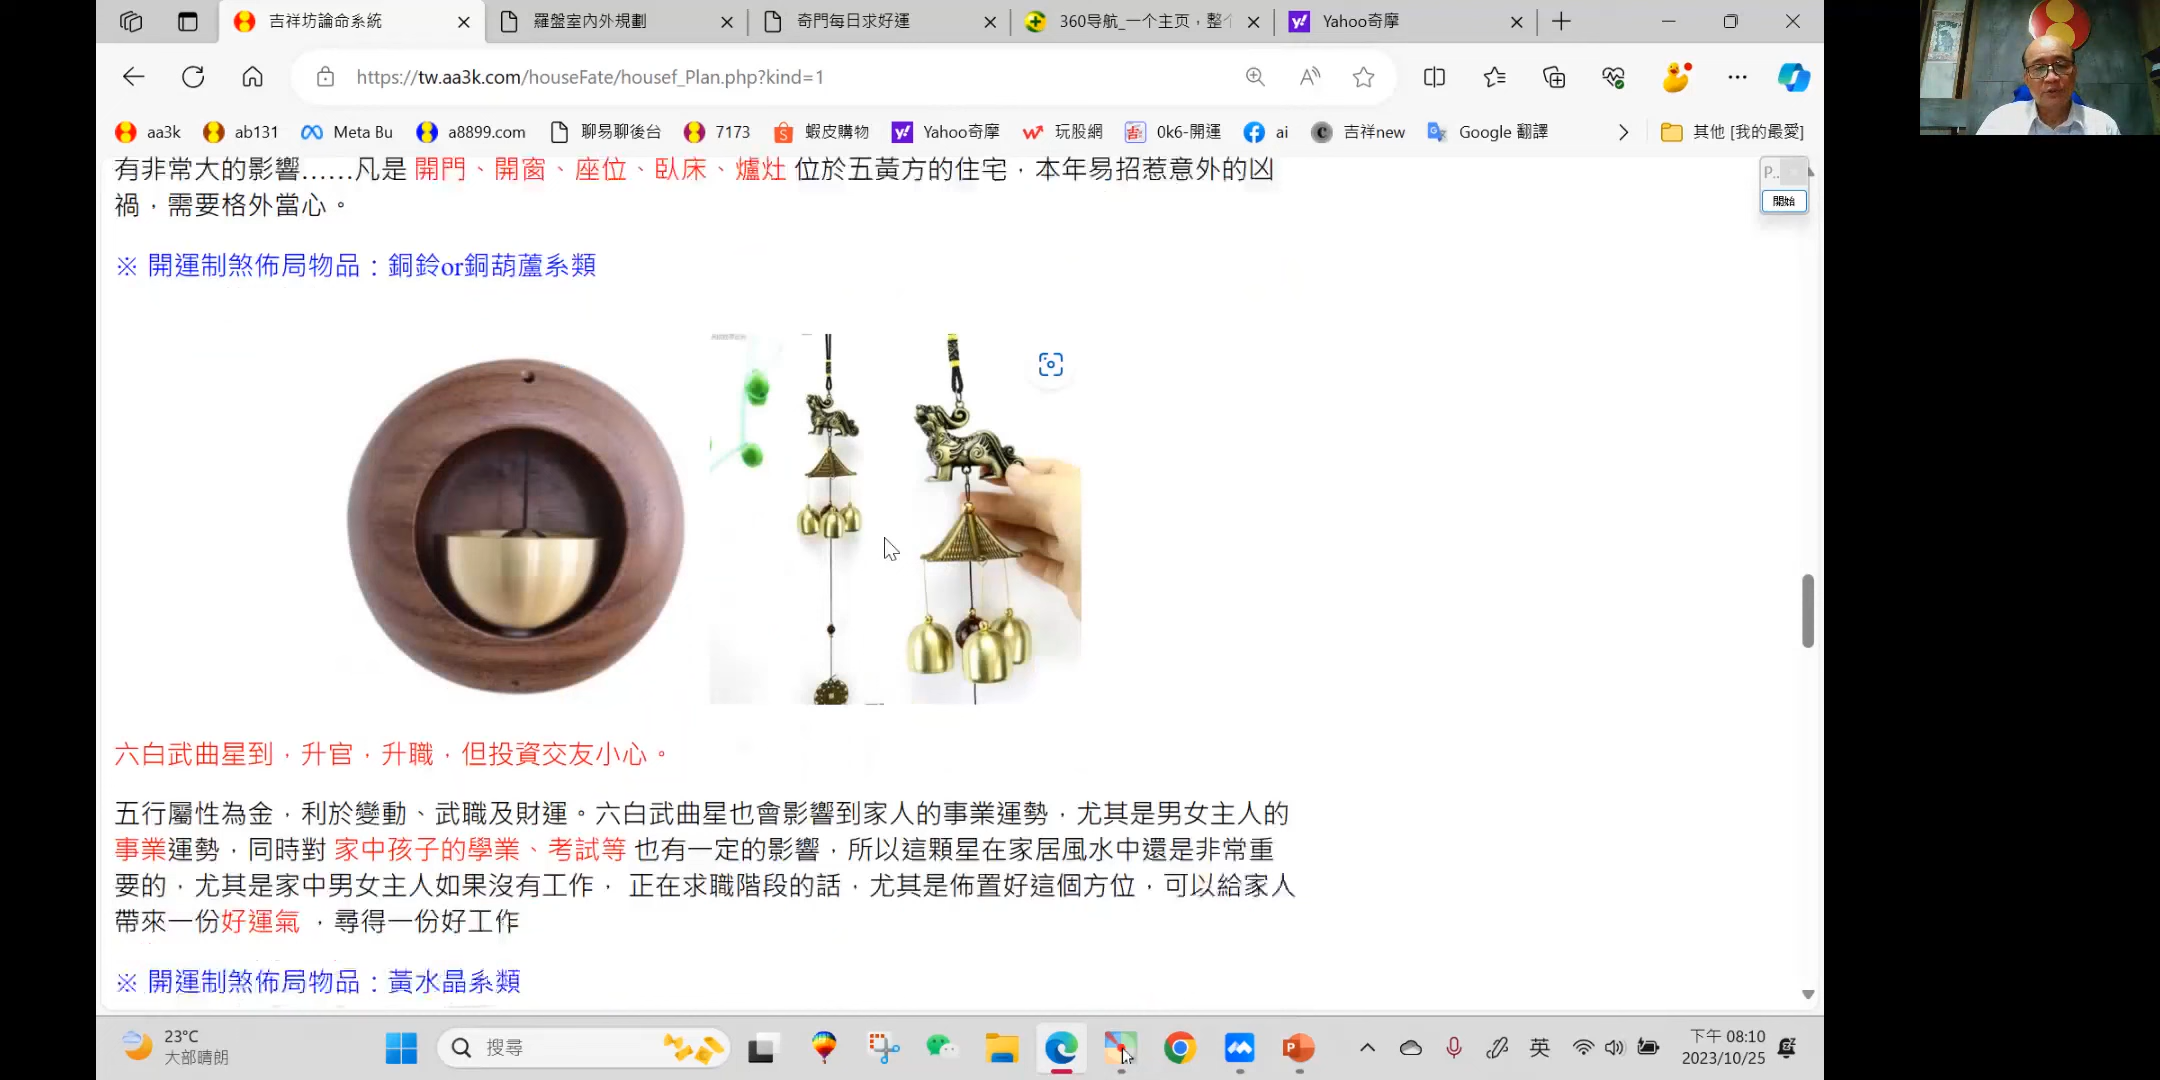 吉祥坊論命系統
羅盤室內外規劃
奇門每日求好運
360导航_一个主页，整个
Yahoo奇摩
https://tw.aa3k.com/houseFate/housef_Plan.php?kind=1
aa3k
ab131
Meta Bu
a8899.com
聊易聊後台
7173
蝦皮購物
Yahoo奇摩
玩股網
0k6-開運
ai
吉祥new
Google 翻譯
其他 [我的最愛]
有非常大的影響......凡是 開門、開窗、座位、臥床、爐灶 位於五黃方的住宅，本年易招惹意外的凶
禍，需要格外當心。
P..
開始
※ 開運制煞佈局物品：銅鈴or銅葫蘆系類
六白武曲星到，升官，升職，但投資交友小心。
五行屬性為金，利於變動、武職及財運。六白武曲星也會影響到家人的事業運勢，尤其是男女主人的
事業運勢，同時對 家中孩子的學業、考試等 也有一定的影響，所以這顆星在家居風水中還是非常重
要的，尤其是家中男女主人如果沒有工作， 正在求職階段的話，尤其是佈置好這個方位，可以給家人
帶來一份好運氣 ，尋得一份好工作
※ 開運制煞佈局物品：黃水晶系類
23°C
大部晴朗
搜尋
英
下午 08:10
2023/10/25